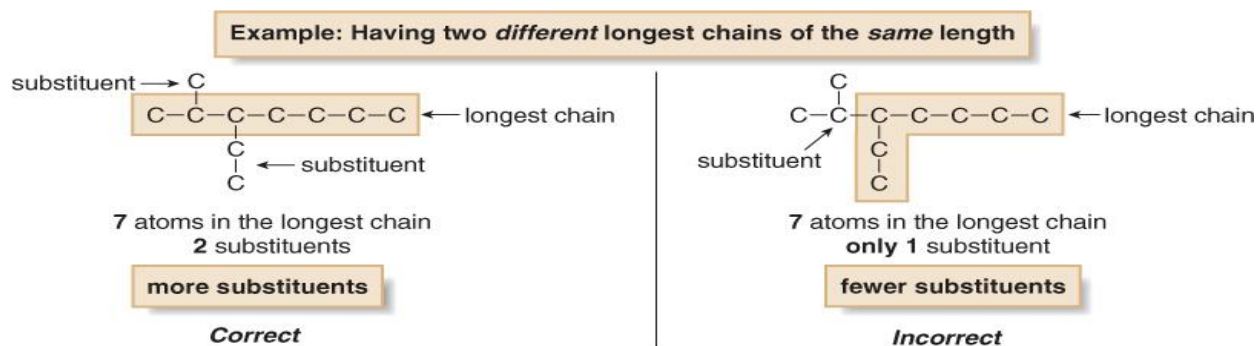 Example: Having two different longest chains of the same length
substituent
C
C–C–C–C–C–C–C
longest chain
C
substituent
C
7 atoms in the longest chain
2 substituents
more substituents
Correct
C
C–C–C–C–C–C–C
longest chain
substituent
C
C
7 atoms in the longest chain
only 1 substituent
fewer substituents
Incorrect